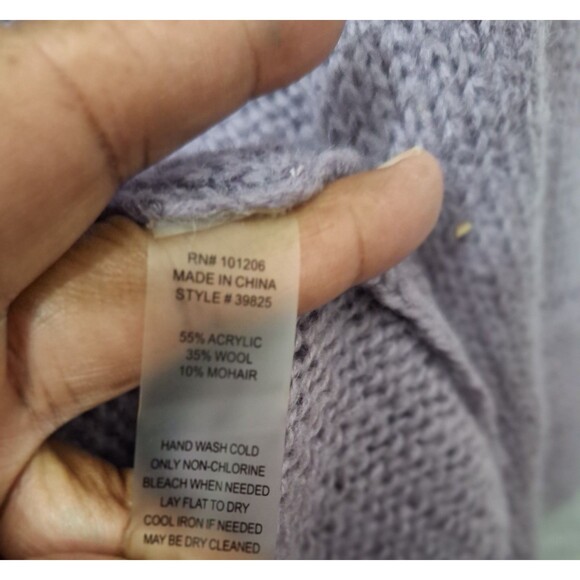 RN# 101206
MADE IN CHINA
STYLE # 39825
55% ACRYLIC
35% WOOL
10% MOHAIR
HAND WASH COLD
ONLY NON-CHLORINE
BLEACH WHEN NEEDED
LAY FLAT TO DRY
COOL IRON IF NEEDED
MAY BE DRY CLEANED